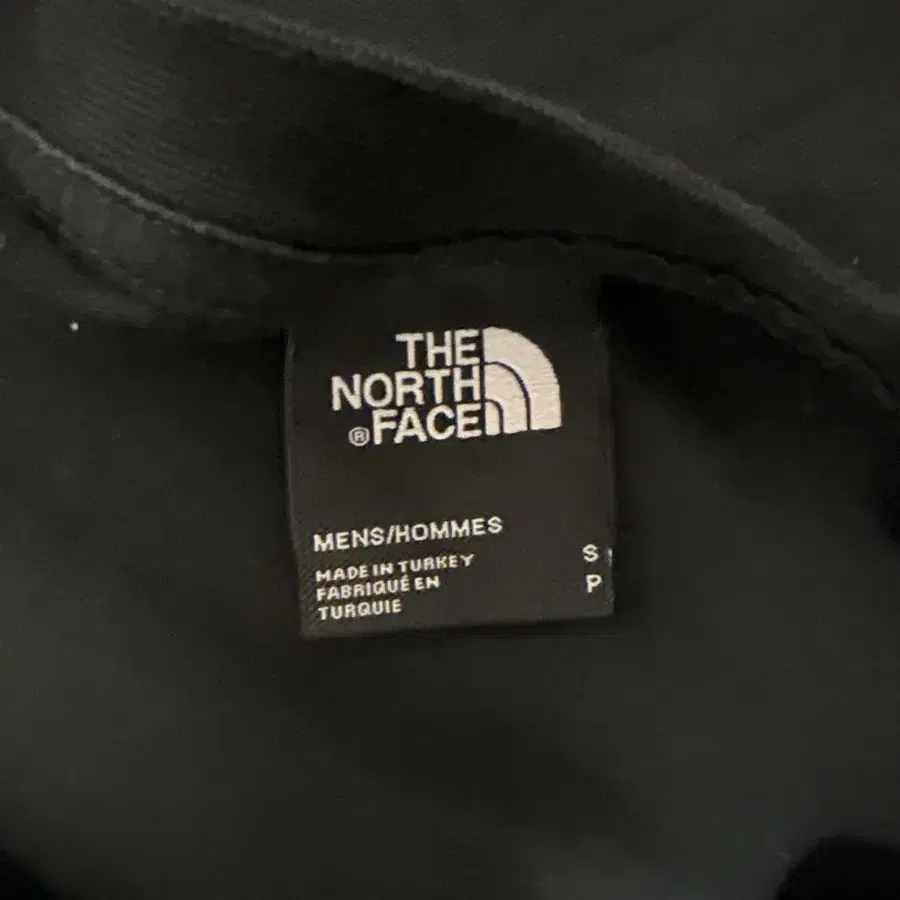 THE
NORTH
®FACE
MENS/HOMMES
MADE IN TURKEY
FABRIQUÉ EN
TURQUIE
S
P